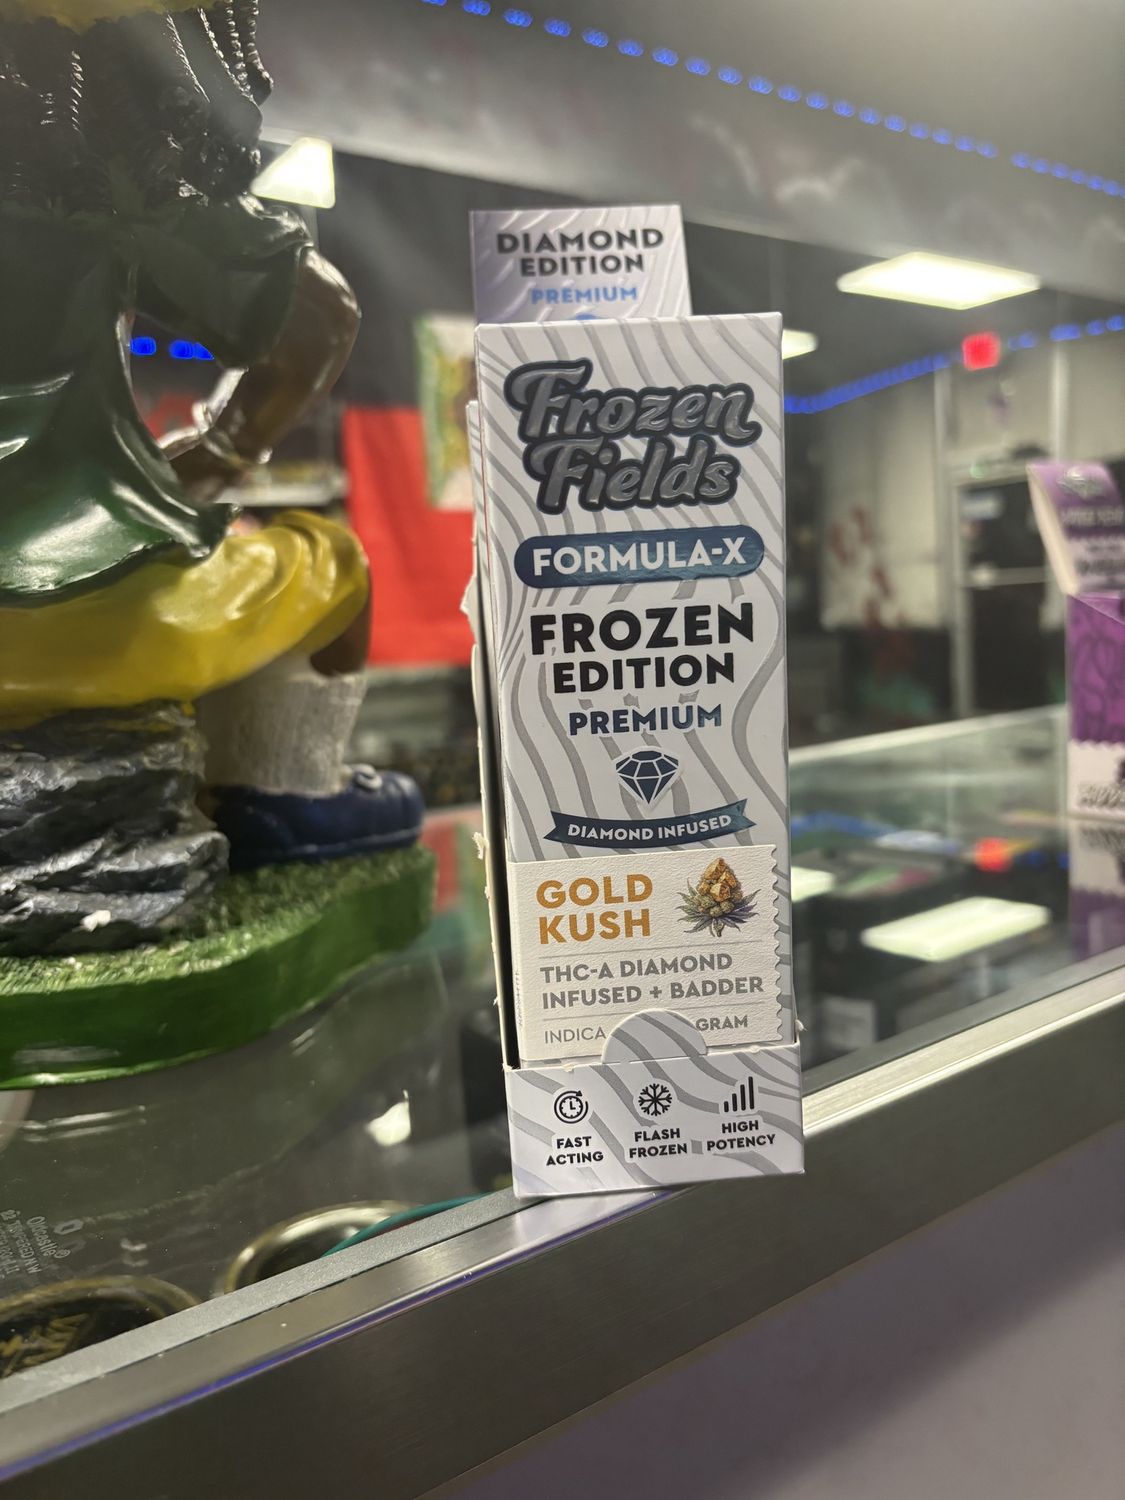 DIAMOND
EDITION
PREMIUM
Frozen
Fields
FORMULA-X
FROZEN
EDITION
PREMIUM
DIAMOND INFUSED
GOLD
KUSH
THC-A DIAMOND
INFUSED + BADDER
INDICA
GRAM
FAST
ACTING
FLASH
FROZEN
HIGH
POTENCY
Oldcastle®